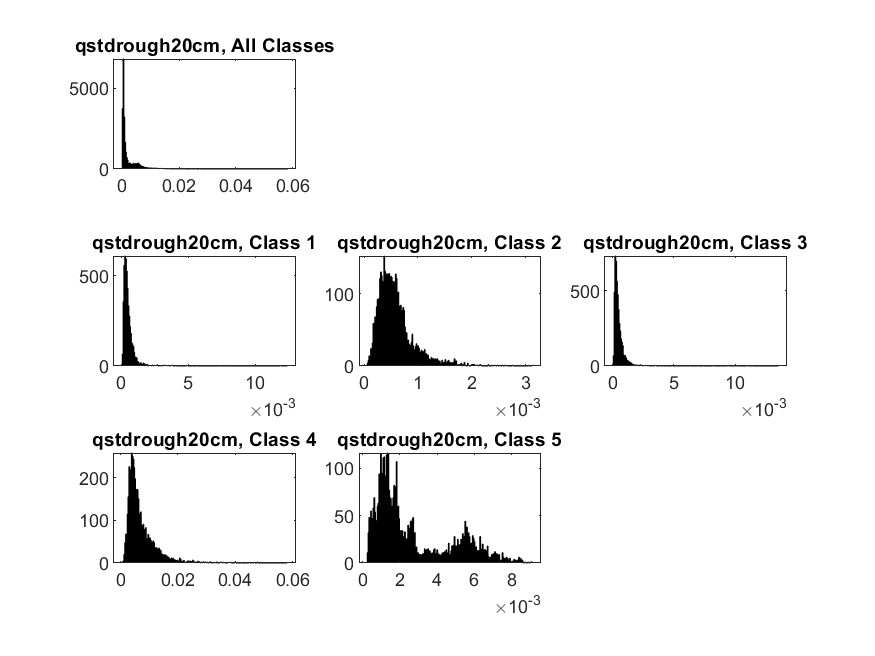 qstdrough20cm, All Classes
5000
0
0 0.02 0.04 0.06
qstdrough20cm, Class 1
500
0
0 5 10
×10-3
qstdrough20cm, Class 2
100
50
0
0 1 2 3
×10-3
qstdrough20cm, Class 3
500
0
0 5 10
×10-3
qstdrough20cm, Class 4
200
100
0
0 0.02 0.04 0.06
qstdrough20cm, Class 5
100
50
0
0 2 4 6 8
×10-3